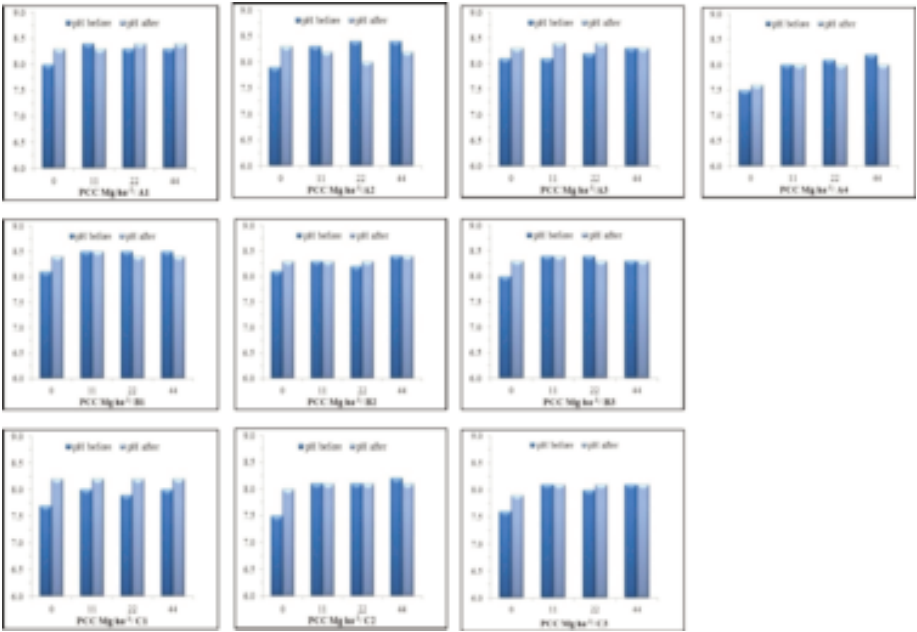 pH before pH after
9.0
8.5
8.0
7.5
7.0
6.5
6.0
0 11 22 44
PCC Mg ha⁻¹: A1
pH before pH after
9.0
8.5
8.0
7.5
7.0
6.5
6.0
0 11 22 44
PCC Mg ha⁻¹: A2
pH before pH after
9.0
8.5
8.0
7.5
7.0
6.5
6.0
0 11 22 44
PCC Mg ha⁻¹: A3
pH before pH after
9.0
8.5
8.0
7.5
7.0
6.5
6.0
0 11 22 44
PCC Mg ha⁻¹: A4
pH before pH after
9.0
8.5
8.0
7.5
7.0
6.5
6.0
0 11 22 44
PCC Mg ha⁻¹: B1
pH before pH after
9.0
8.5
8.0
7.5
7.0
6.5
6.0
0 11 22 44
PCC Mg ha⁻¹: B2
pH before pH after
9.0
8.5
8.0
7.5
7.0
6.5
6.0
0 11 22 44
PCC Mg ha⁻¹: B3
pH before pH after
9.0
8.5
8.0
7.5
7.0
6.5
6.0
0 11 22 44
PCC Mg ha⁻¹: C1
pH before pH after
9.0
8.5
8.0
7.5
7.0
6.5
6.0
0 11 22 44
PCC Mg ha⁻¹: C2
pH before pH after
9.0
8.5
8.0
7.5
7.0
6.5
6.0
0 11 22 44
PCC Mg ha⁻¹: C3